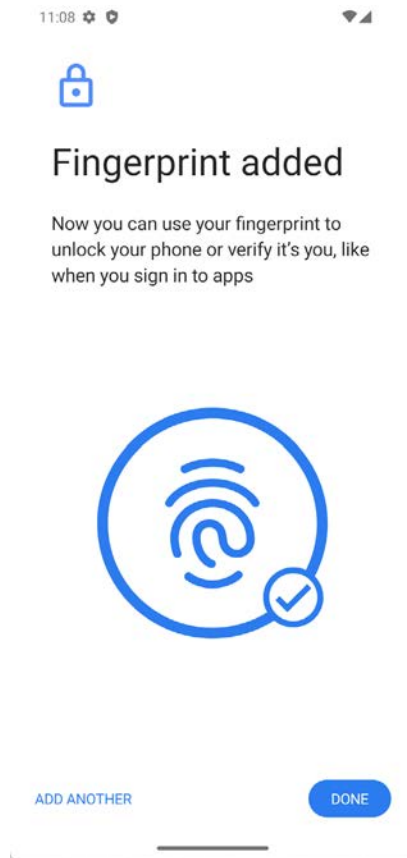 11:08
Fingerprint added
Now you can use your fingerprint to
unlock your phone or verify it’s you, like
when you sign in to apps
ADD ANOTHER
DONE